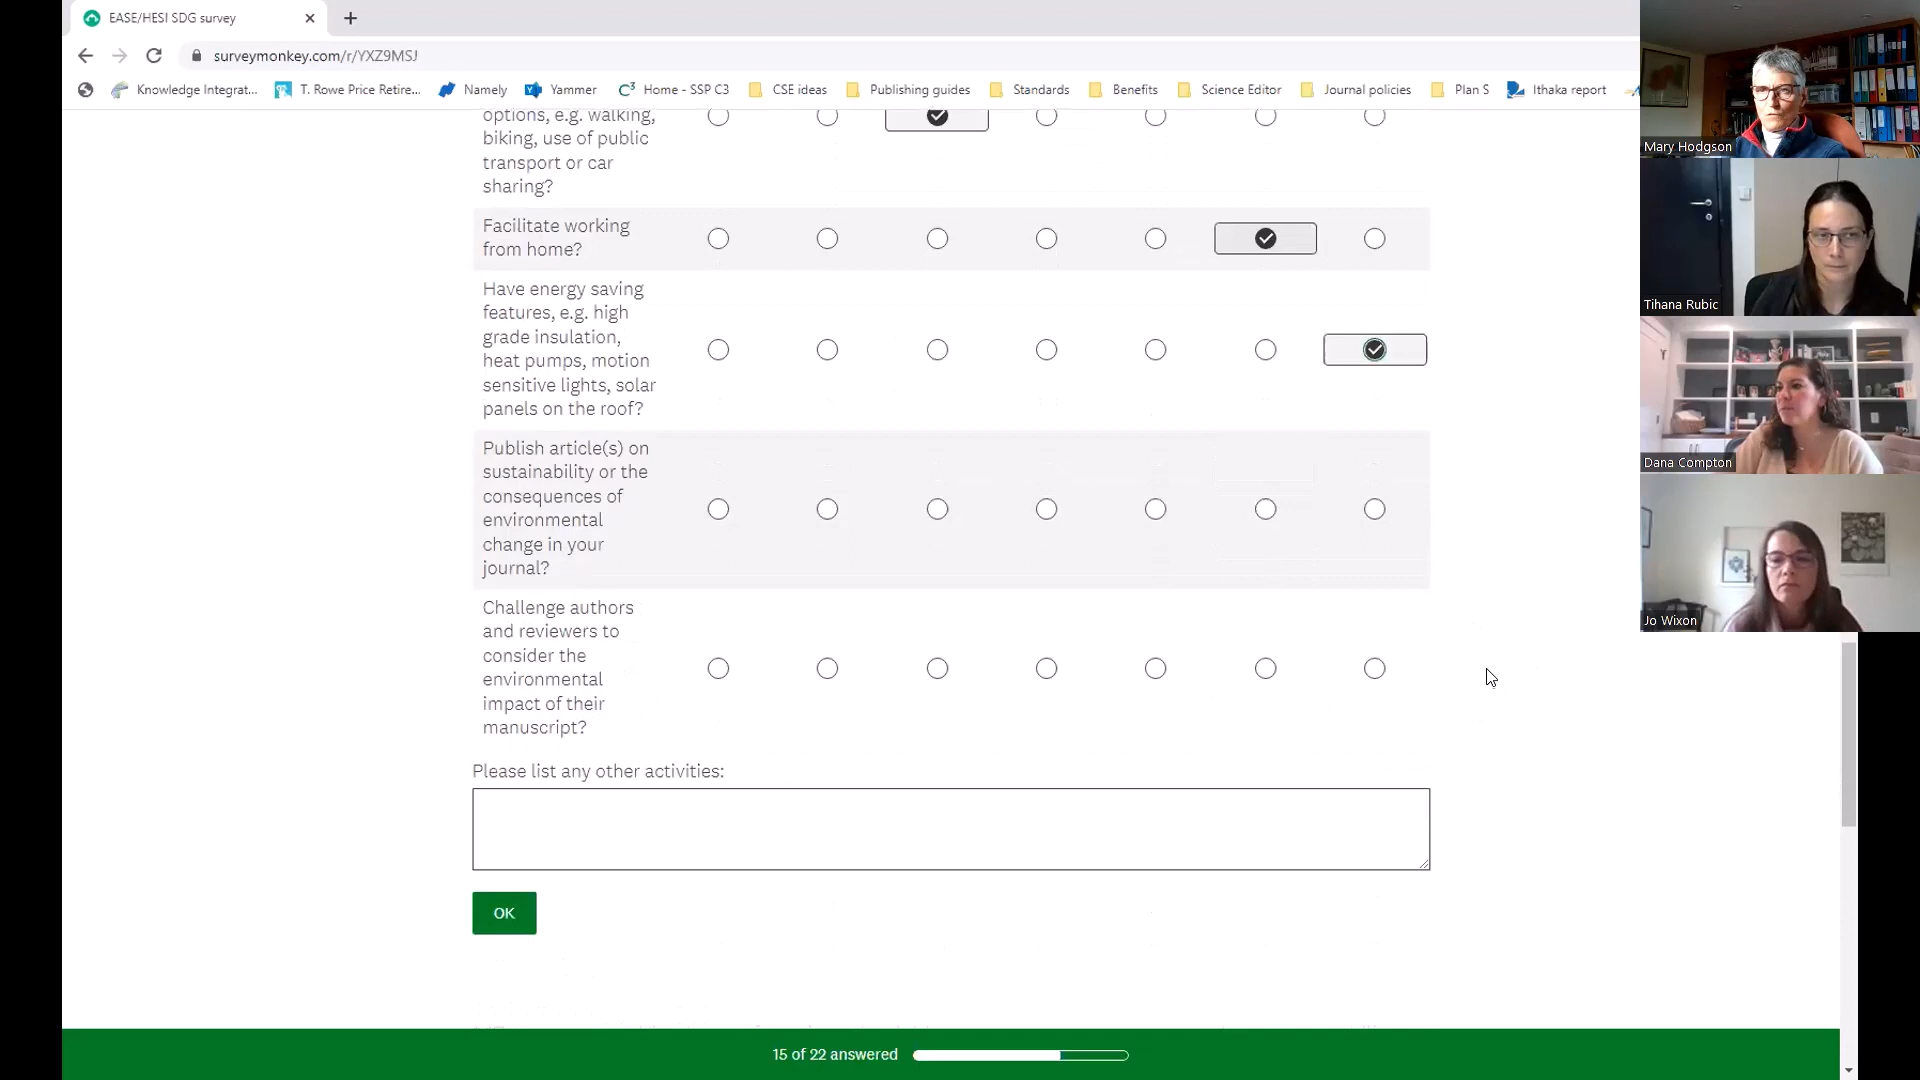 EASE/HESI SDG survey
surveymonkey.com/r/YXZ9MSJ
Knowledge Integrat... T. Rowe Price Retire... Namely Yammer Home - SSP C3 CSE ideas Publishing guides Standards Benefits Science Editor Journal policies Plan S Ithaka report
options, e.g. walking,
biking, use of public
transport or car
sharing?
Facilitate working
from home?
Have energy saving
features, e.g. high
grade insulation,
heat pumps, motion
sensitive lights, solar
panels on the roof?
Publish article(s) on
sustainability or the
consequences of
environmental
change in your
journal?
Challenge authors
and reviewers to
consider the
environmental
impact of their
manuscript?
Please list any other activities:
OK
15 of 22 answered
Mary Hodgson
Tihana Rubic
Dana Compton
Jo Wixon